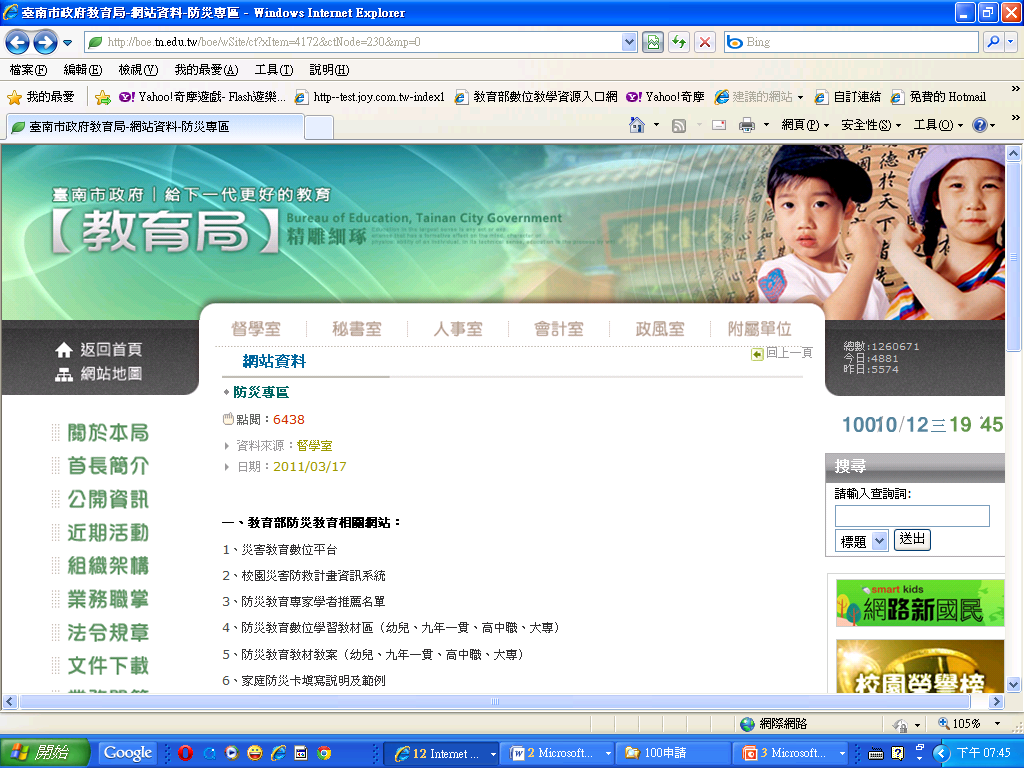 臺南市政府教育局-網站資料-防災專區 - Windows Internet Explorer
http://boe.tn.edu.tw/boe/wSite/ct?xItem=4172&ctNode=230&mp=0
Bing
檔案(F) 編輯(E) 檢視(V) 我的最愛(A) 工具(T) 說明(H)
我的最愛 Yahoo!奇摩遊戲- Flash遊樂... http--test.joy.com.tw-index1 教育部數位教學資源入口網 Yahoo!奇摩 建議的網站 自訂連結 免費的 Hotmail
臺南市政府教育局-網站資料-防災專區
網頁(P) 安全性(S) 工具(O)
臺南市政府｜給下一代更好的教育
【教育局】
Bureau of Education, Tainan City Government
精雕細琢
督學室 秘書室 人事室 會計室 政風室 附屬單位
返回首頁
網站地圖
網站資料
回上一頁
總數:1260671
今日:4881
昨日:5574
防災專區
點閱：6438
資料來源：督學室
日期：2011/03/17
10010/12三19 45
關於本局
首長簡介
公開資訊
近期活動
組織架構
業務職掌
法令規章
文件下載
一、教育部防災教育相關網站：
1、災害教育數位平台
2、校園災害防救計畫資訊系統
3、防災教育專家學者推薦名單
4、防災教育數位學習教材區（幼兒、九年一貫、高中職、大專）
5、防災教育教材教案（幼兒、九年一貫、高中職、大專）
6、家庭防災卡填寫說明及範例
搜尋
請輸入查詢詞:
標題 送出
smart kids
網路新國民
校園榮譽榜
網際網路
105%
開始
Google
12 Internet ...
2 Microsoft...
100申請
3 Microsoft...
下午 07:45